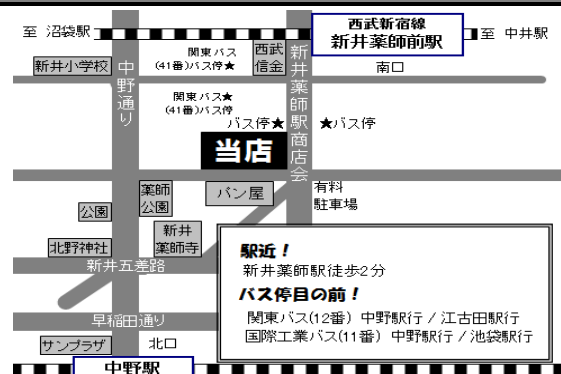 至 沼袋駅
西武新宿線
新井薬師前駅
至 中井駅
新井小学校
中野通り
関東バス
(41番)バス停★
西武
信金
新井薬師駅商店会
南口
関東バス★
(41番)バス停
バス停★
★バス停
当店
薬師
公園
パン屋
有料
駐車場
公園
北野神社
新井
薬師寺
新井五差路
駅近！
新井薬師駅徒歩2分
バス停目の前！
関東バス(12番) 中野駅行 / 江古田駅行
国際工業バス(11番) 中野駅行 / 池袋駅行
早稲田通り
サンプラザ
北口
中野駅